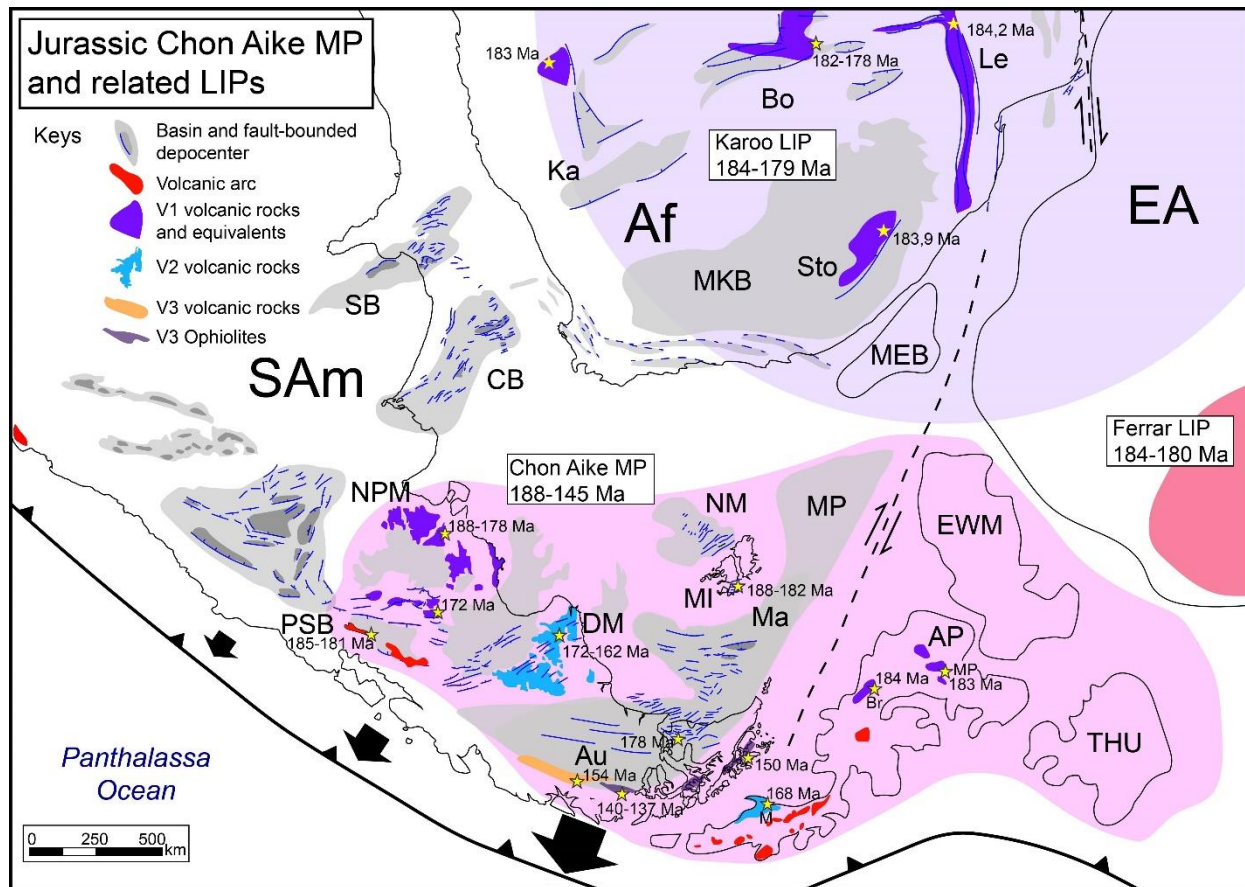 Jurassic Chon Aike MP
and related LIPs
Keys
Basin and fault-bounded
depocenter
Volcanic arc
V1 volcanic rocks
and equivalents
V2 volcanic rocks
V3 volcanic rocks
V3 Ophiolites
183 Ma
182-178 Ma
184,2 Ma
Le
Bo
Ka
Karoo LIP
184-179 Ma
Af
EA
183,9 Ma
Sto
MKB
SB
MEB
SAm
CB
Ferrar LIP
184-180 Ma
Chon Aike MP
188-145 Ma
NPM
NM
MP
EWM
188-178 Ma
188-182 Ma
MI
Ma
172 Ma
PSB
185-181 Ma
DM
172-162 Ma
AP
MP
183 Ma
184 Ma
Br
THU
178 Ma
Au
150 Ma
154 Ma
140-137 Ma
168 Ma
M
Panthalassa
Ocean
0 250 500
km